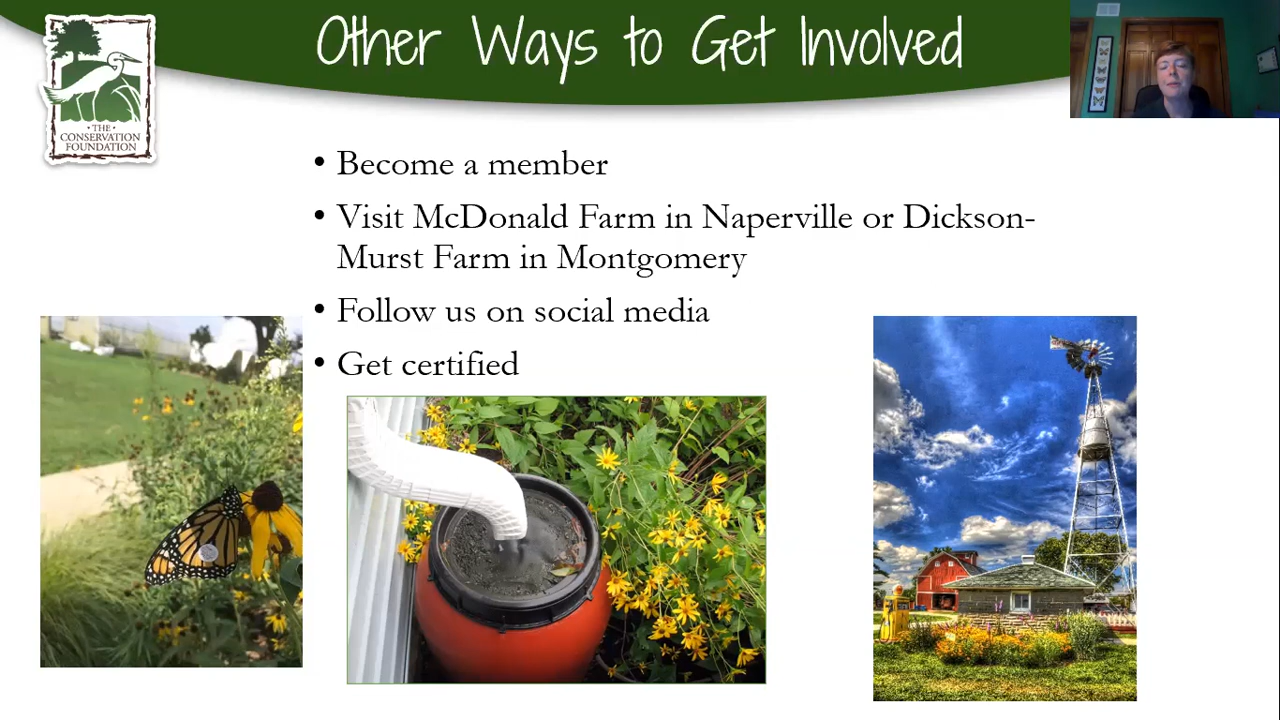 Other Ways to Get Involved
• THE •
CONSERVATION
FOUNDATION
• Become a member
• Visit McDonald Farm in Naperville or Dickson-
Murst Farm in Montgomery
• Follow us on social media
• Get certified